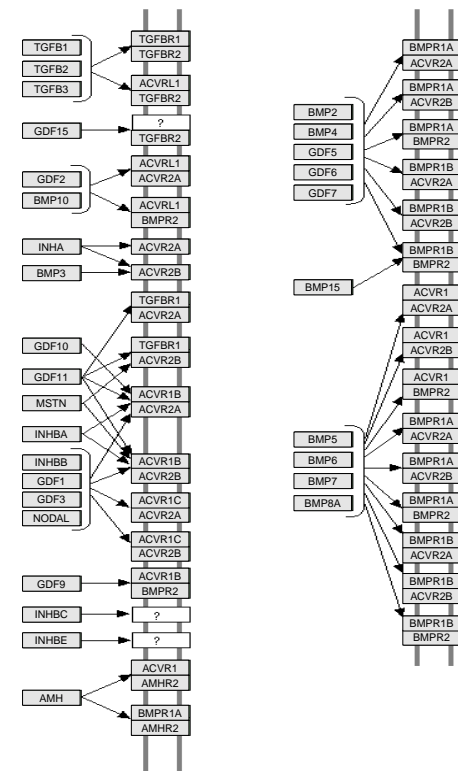 TGFB1
TGFB2
TGFB3
GDF15
GDF2
BMP10
INHA
BMP3
GDF10
GDF11
MSTN
INHBA
INHBB
GDF1
GDF3
NODAL
GDF9
INHBC
INHBE
AMH
TGFBR1
TGFBR2
ACVRL1
TGFBR2
?
TGFBR2
ACVRL1
ACVR2A
ACVRL1
BMPR2
ACVR2A
ACVR2B
TGFBR1
ACVR2A
TGFBR1
ACVR2B
ACVR1B
ACVR2A
ACVR1B
ACVR2B
ACVR1C
ACVR2A
ACVR1C
ACVR2B
ACVR1B
BMPR2
?
?
ACVR1
AMHR2
BMPR1A
AMHR2
BMP2
BMP4
GDF5
GDF6
GDF7
BMP15
BMP5
BMP6
BMP7
BMP8A
BMPR1A
ACVR2A
BMPR1A
ACVR2B
BMPR1A
BMPR2
BMPR1B
ACVR2A
BMPR1B
ACVR2B
BMPR1B
BMPR2
ACVR1
ACVR2A
ACVR1
ACVR2B
ACVR1
BMPR2
BMPR1A
ACVR2A
BMPR1A
ACVR2B
BMPR1A
BMPR2
BMPR1B
ACVR2A
BMPR1B
ACVR2B
BMPR1B
BMPR2